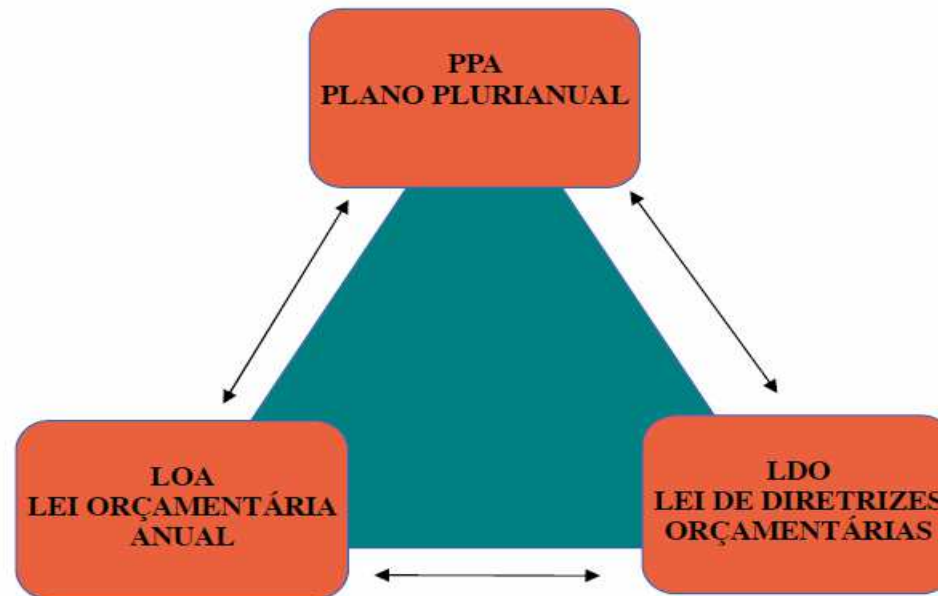 PPA
PLANO PLURIANUAL
LOA
LEI ORÇAMENTÁRIA
ANUAL
LDO
LEI DE DIRETRIZES
ORÇAMENTÁRIAS